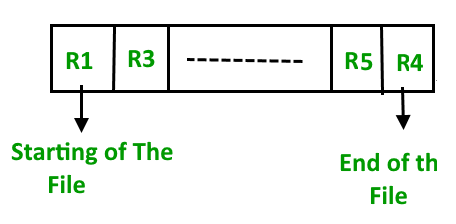 R1 R3 R5 R4
Starting of The
File
End of th
File